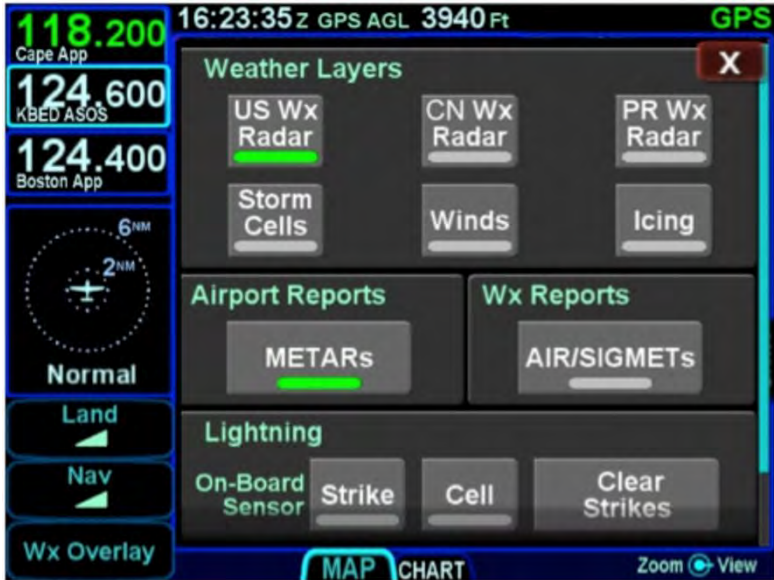 118.200
Cape App
124.600
KBED ASOS
124.400
Boston App
6NM
2NM
Normal
Land
Nav
Wx Overlay
16:23:35 Z GPS AGL 3940 Ft
GPS
Weather Layers
X
US Wx
Radar
CN Wx
Radar
PR Wx
Radar
Storm
Cells
Winds
Icing
Airport Reports
Wx Reports
METARs
AIR/SIGMETs
Lightning
On-Board
Sensor
Strike
Cell
Clear
Strikes
MAP
CHART
Zoom
View